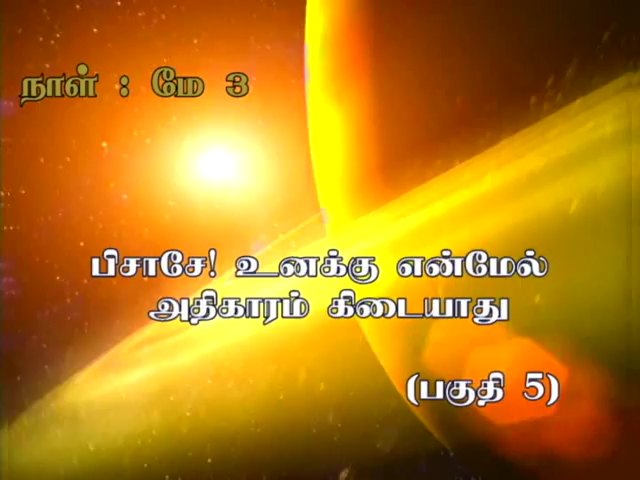 நாள் : மே 3
பிசாசே! உனக்கு என்மேல்
அதிகாரம் கிடையாது
(பகுதி 5)